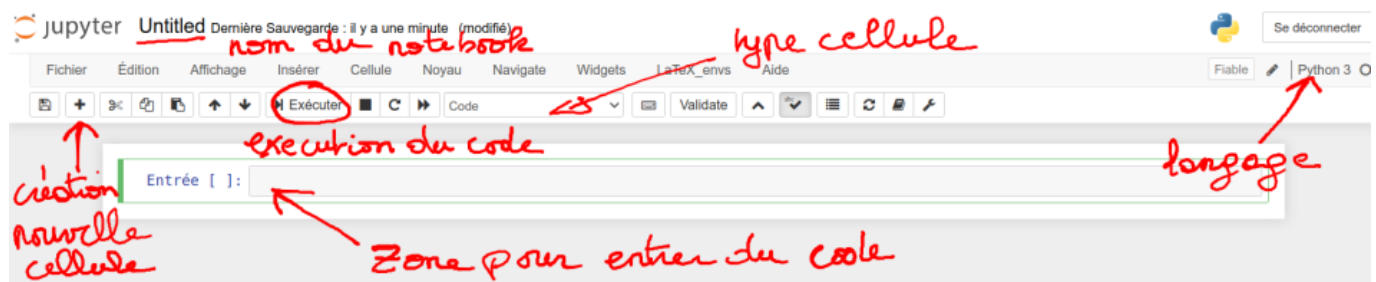 jupyter Untitled Dernière Sauvegarde : il y a une minute (modifié) Se déconnecter
nom du notebook
type cellule
Fichier Édition Affichage Insérer Cellule Noyau Navigate Widgets LaTeX_envs Aide Fiable Python 3
Exécuter Code Validate
execution du code
langage
Entrée [ ]:
création
nouvelle
cellule
Zone pour entrer du code